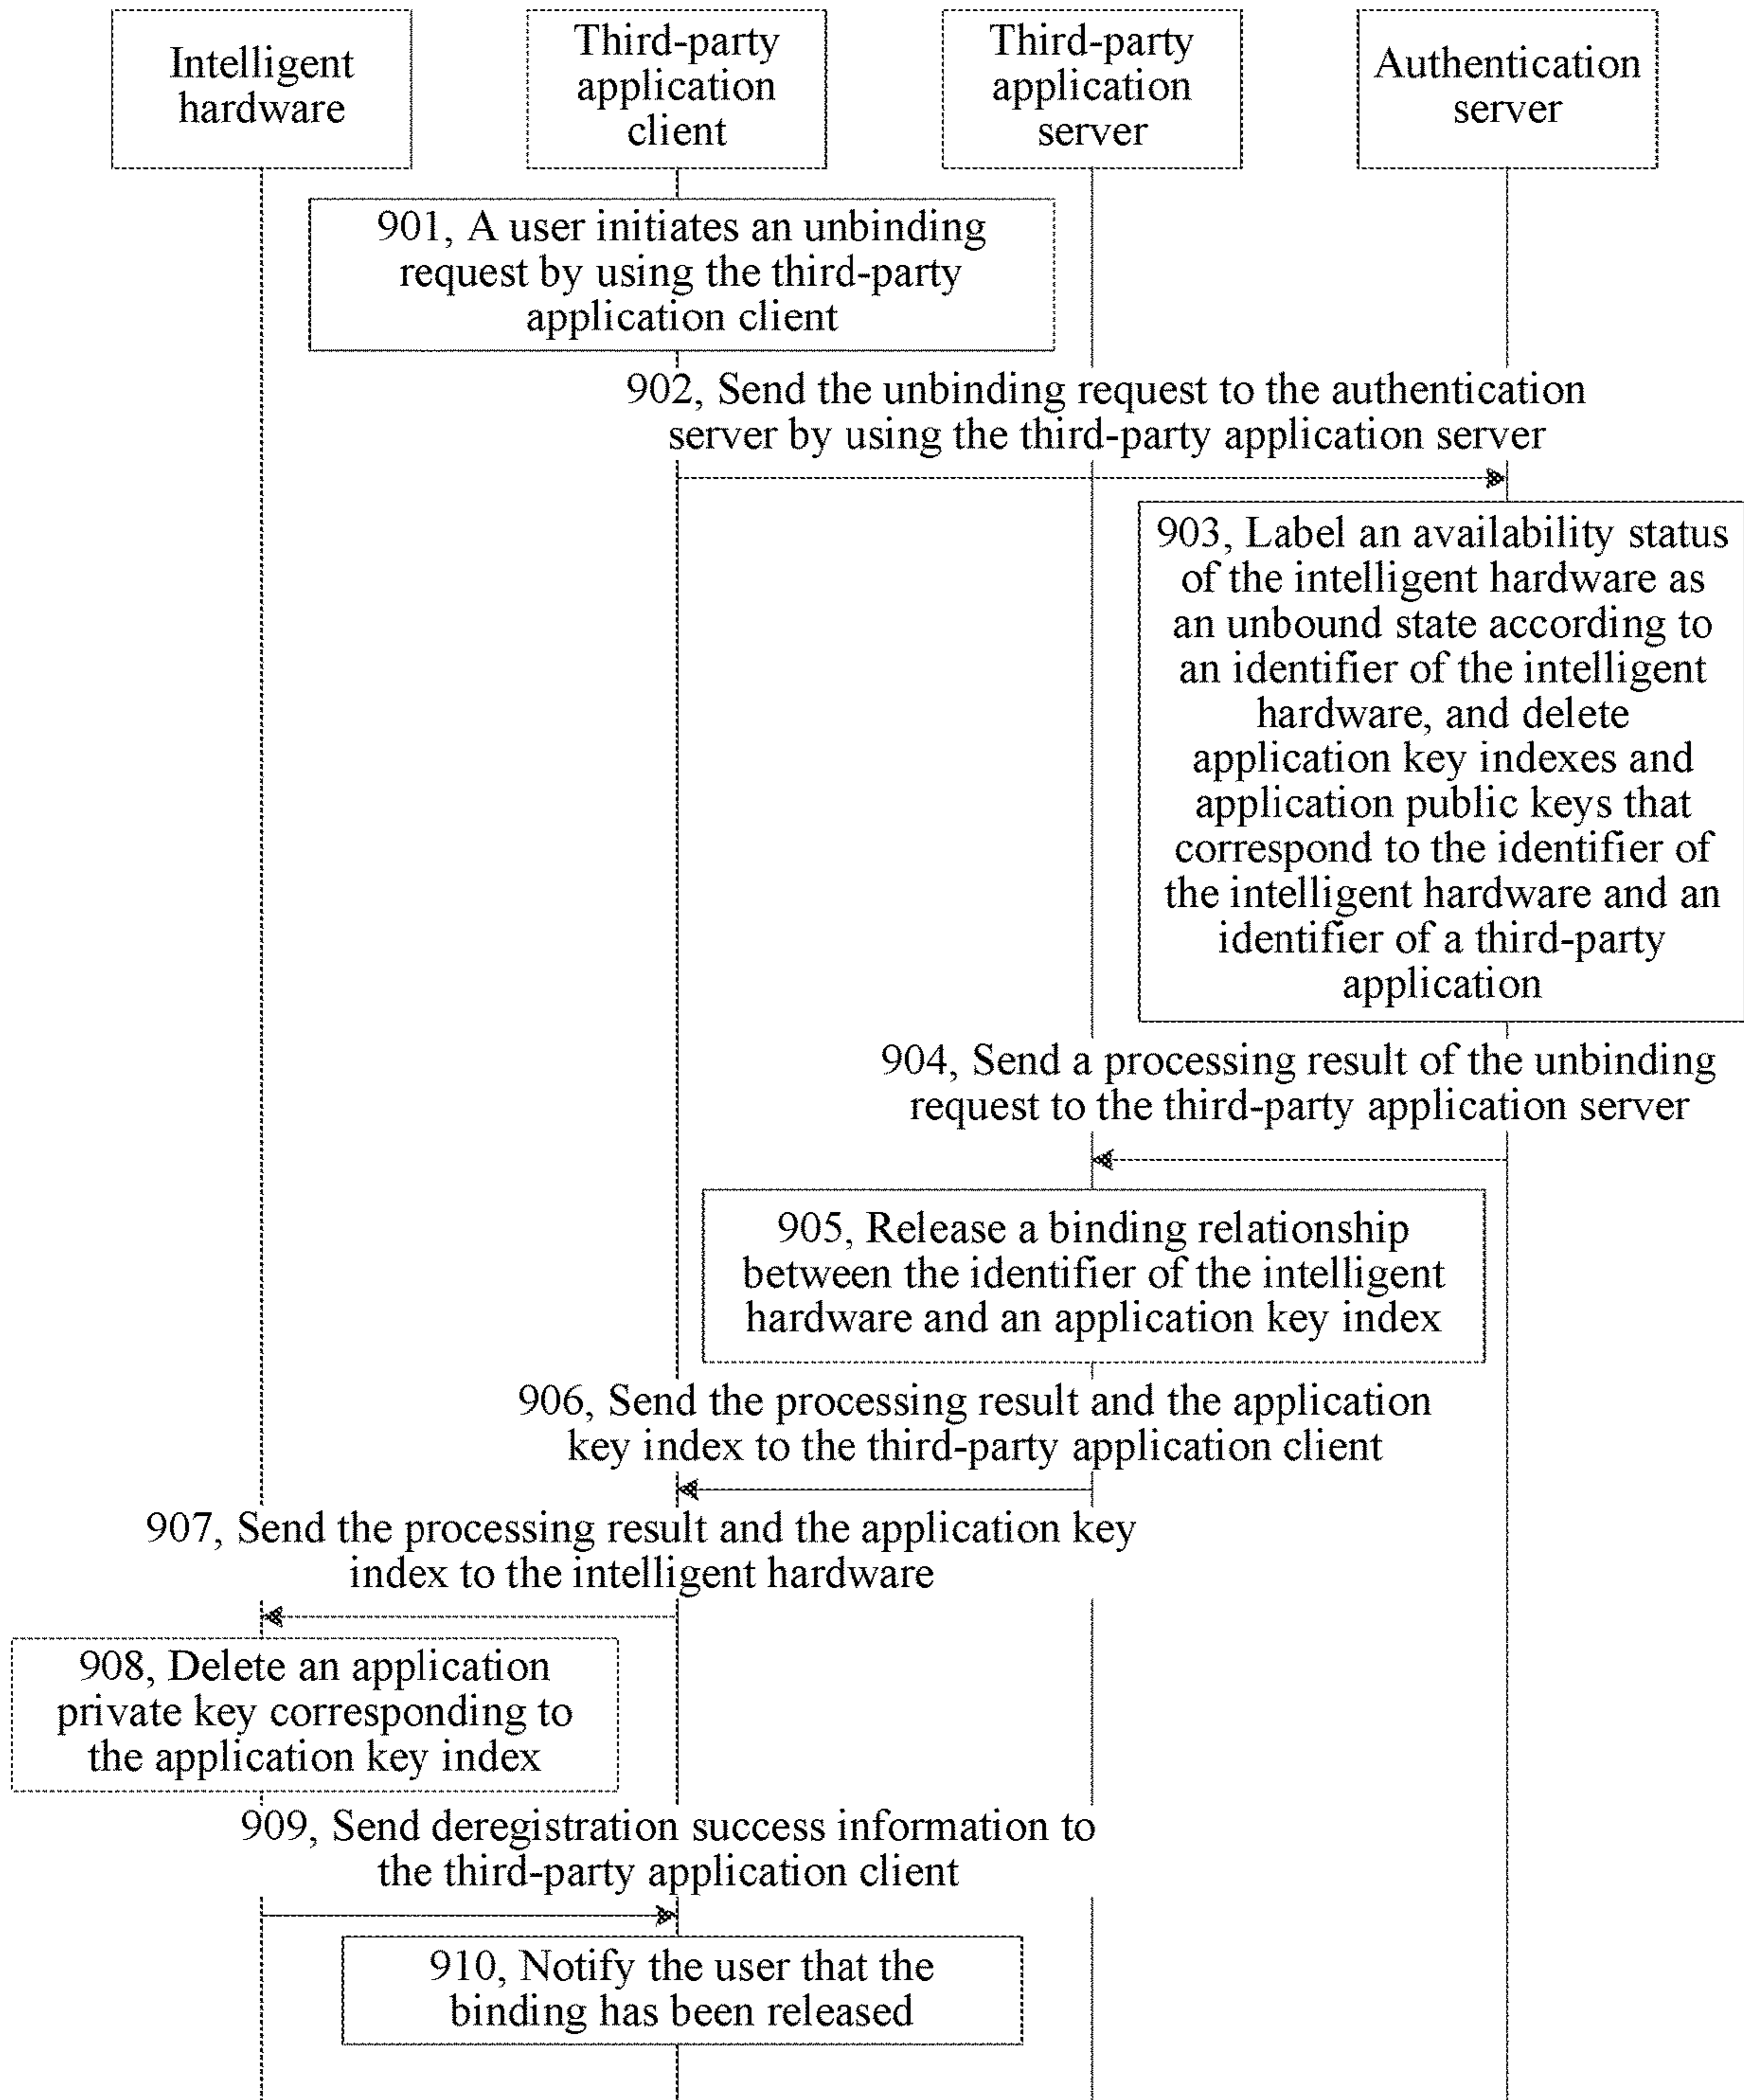 Intelligent
hardware
Third-party
application
client
Third-party
application
server
Authentication
server
901, A user initiates an unbinding
request by using the third-party
application client
902, Send the unbinding request to the authentication
server by using the third-party application server
903, Label an availability status
of the intelligent hardware as
an unbound state according to
an identifier of the intelligent
hardware, and delete
application key indexes and
application public keys that
correspond to the identifier of
the intelligent hardware and an
identifier of a third-party
application
904, Send a processing result of the unbinding
request to the third-party application server
905, Release a binding relationship
between the identifier of the intelligent
hardware and an application key index
906, Send the processing result and the application
key index to the third-party application client
907, Send the processing result and the application key
index to the intelligent hardware
908, Delete an application
private key corresponding to
the application key index
909, Send deregistration success information to
the third-party application client
910, Notify the user that the
binding has been released